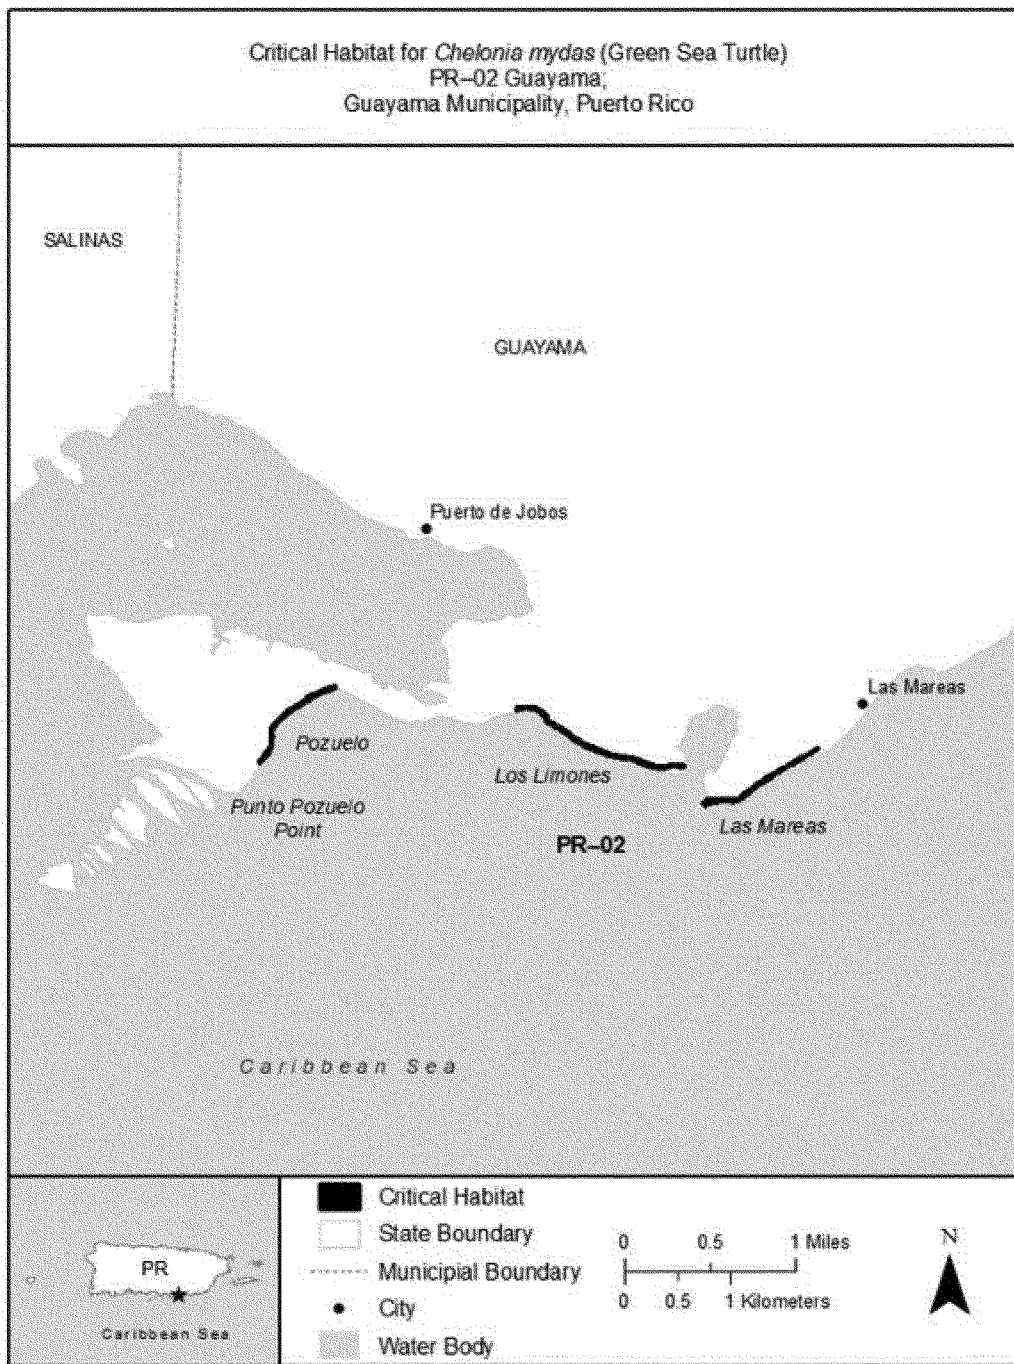 Critical Habitat for Chelonia mydas (Green Sea Turtle)
PR–02 Guayama;
Guayama Municipality, Puerto Rico
SALINAS
GUAYAMA
Puerto de Jobos
Las Mareas
Pozuelo
Los Limones
Punto Pozuelo
Point
Las Mareas
PR–02
Caribbean Sea
PR
Caribbean Sea
Critical Habitat
State Boundary
Municipial Boundary
City
Water Body
0 0.5 1 Miles
0 0.5 1 Kilometers
N